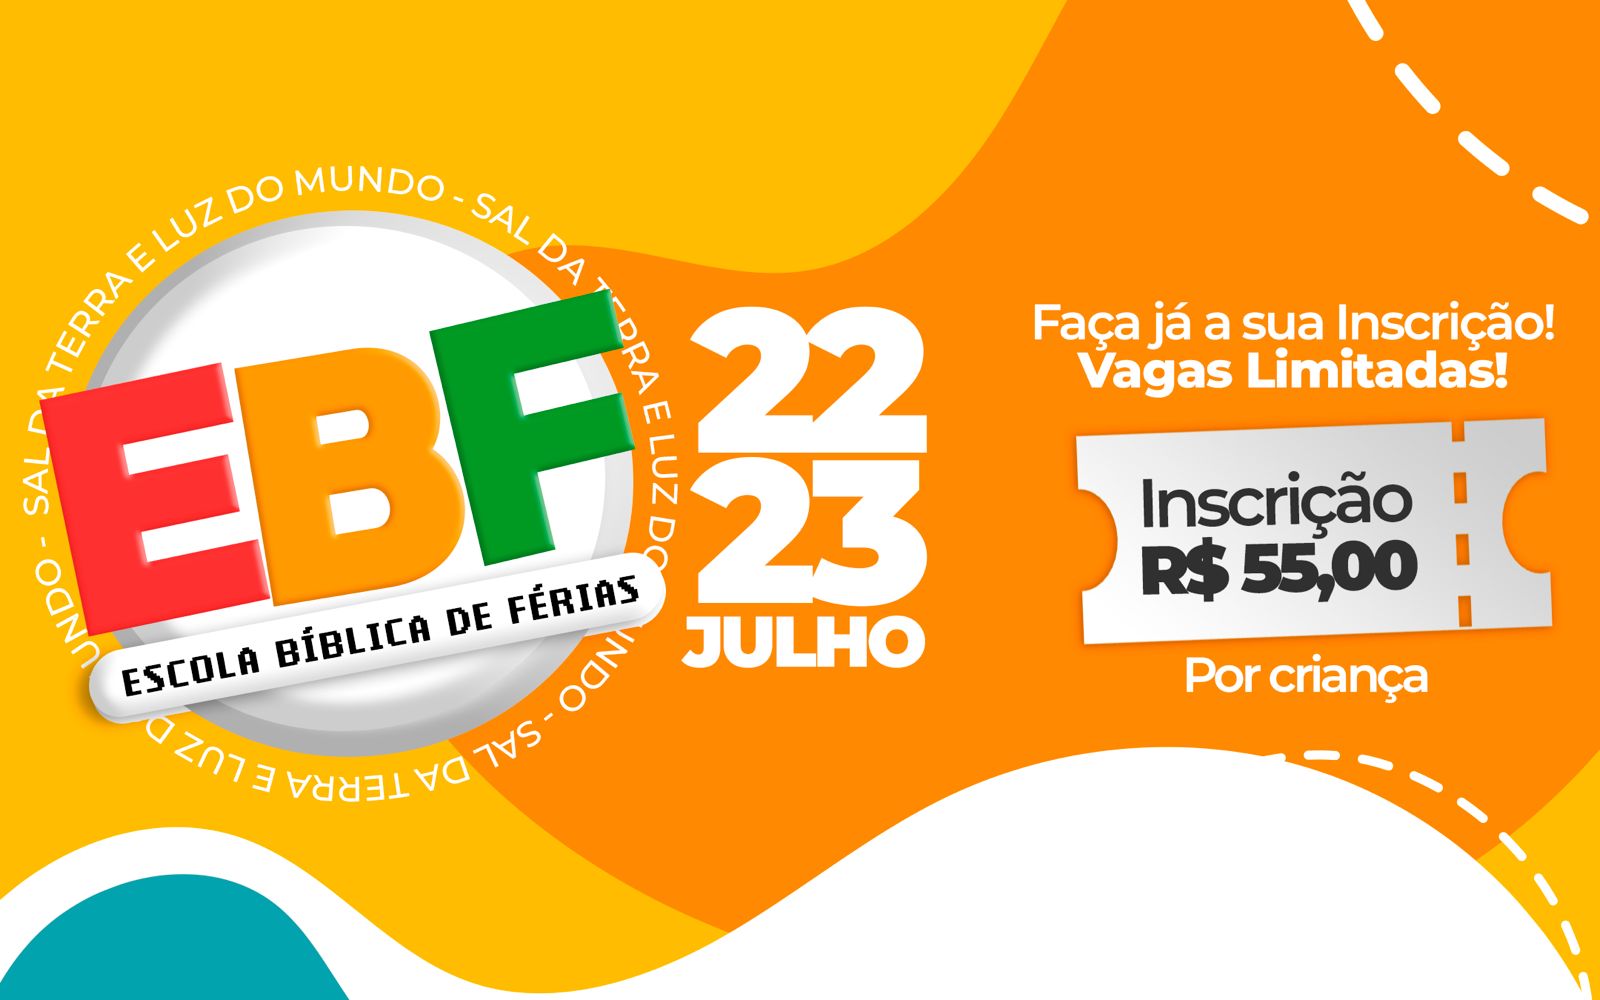 SAL DA TERRA E LUZ DO MUNDO - SAL DA TERRA E LUZ DO MUNDO - SAL DA TERRA E LUZ DO MUNDO -
EBF
ESCOLA BÍBLICA DE FÉRIAS
22
23
JULHO
Faça já a sua Inscrição!
Vagas Limitadas!
Inscrição
R$ 55,00
Por criança